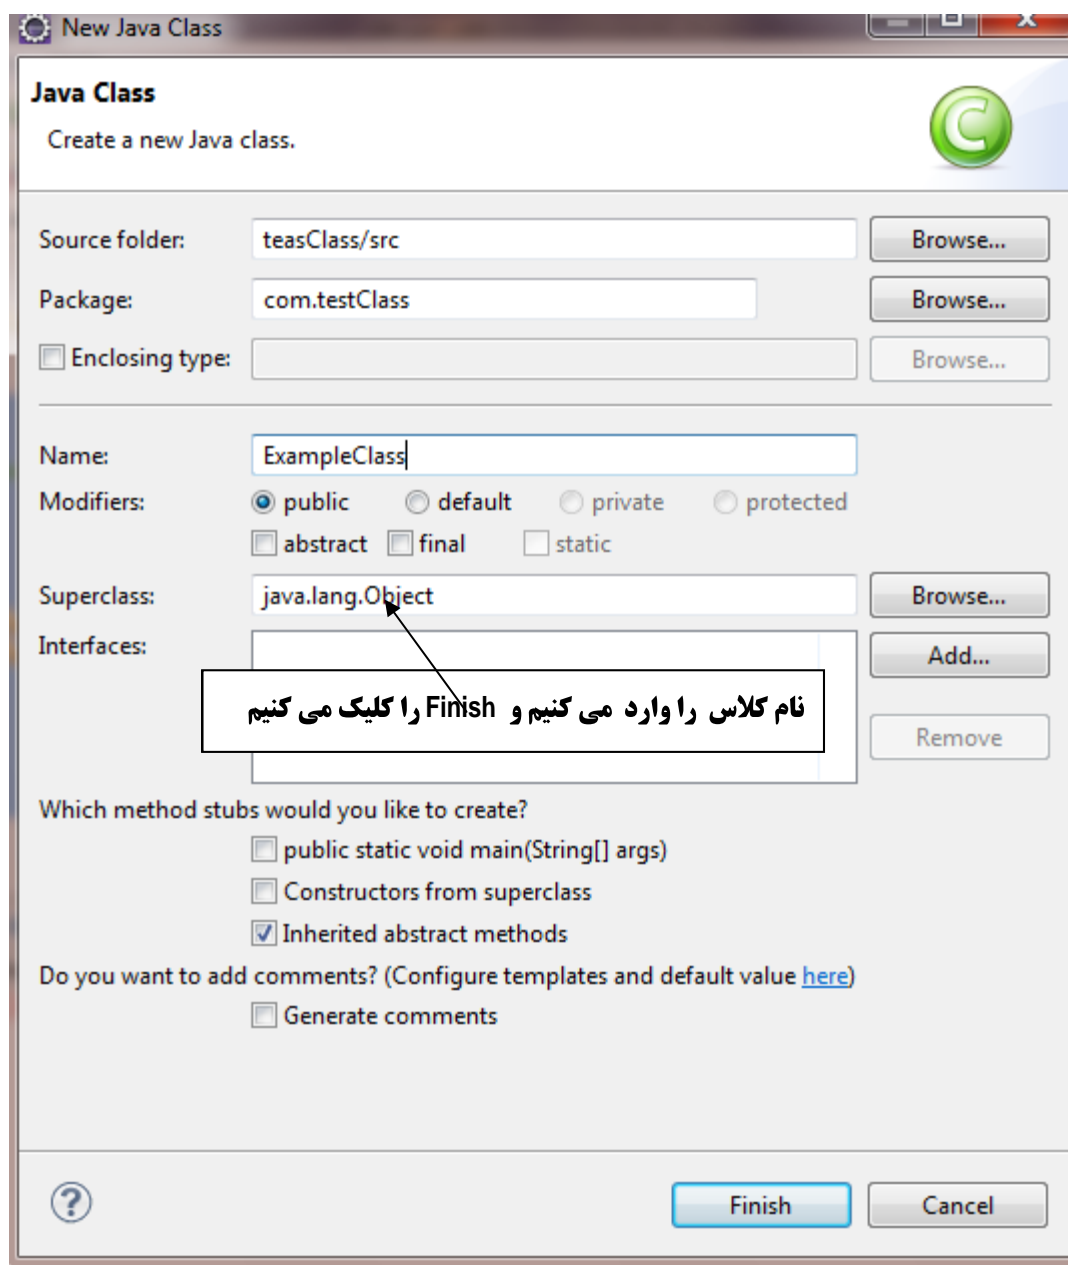 New Java Class
Java Class
Create a new Java class.
Source folder: teasClass/src Browse...
Package: com.testClass Browse...
Enclosing type: Browse...
Name: ExampleClass
Modifiers: public default private protected
abstract final static
Superclass: java.lang.Object Browse...
Interfaces: Add...
نام کلاس را وارد می کنیم و Finish را کلیک می کنیم
Remove
Which method stubs would you like to create?
public static void main(String[] args)
Constructors from superclass
Inherited abstract methods
Do you want to add comments? (Configure templates and default value here)
Generate comments
Finish Cancel